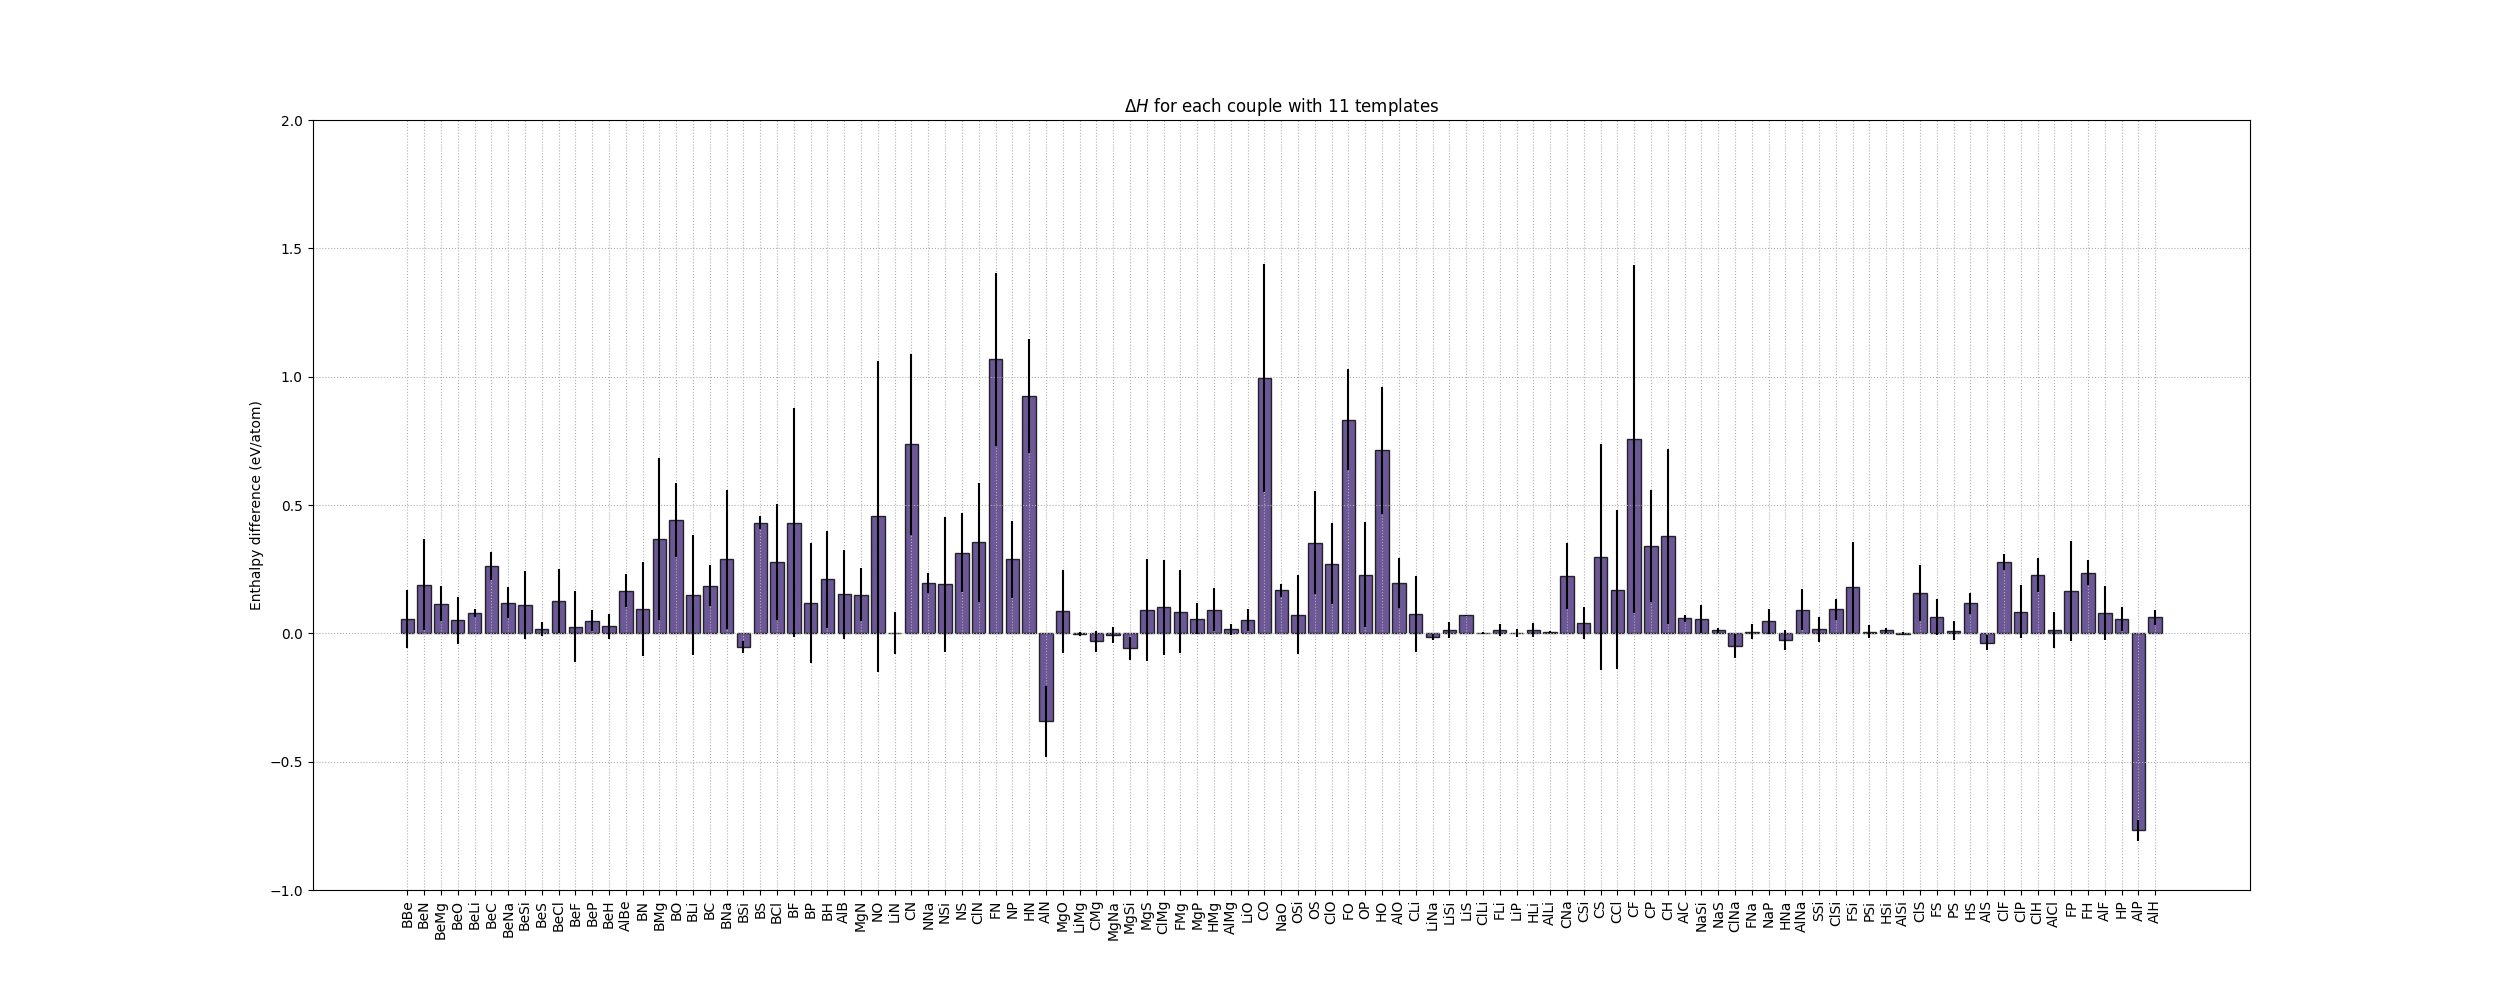 ΔH for each couple with 11 templates
Enthalpy difference (eV/atom)
2.0
1.5
1.0
0.5
0.0
−0.5
−1.0
BBe BeN BeMg BeO BeLi BeC BeNa BeSi BeS BeCl BeF BeP BeH AlBe BN BMg BO BLi BC BNa BSi BS BCl BF BP BH AlB MgN NO LiN CN NNa NSi NS ClN FN NP HN AlN MgO LiMg CMg MgNa MgSi MgS ClMg FMg MgP HMg AlMg LiO CO NaO OSi OS ClO FO OP HO AlO CLi LiNa LiSi LiS ClLi FLi LiP HLi AlLi CNa CSi CS CCl CF CP CH AlC NaSi NaS ClNa FNa NaP HNa AlNa SSi ClSi FSi PSi HSi AlSi ClS FS PS HS AlS ClF ClP ClH AlCl FP FH AlF HP AlP AlH